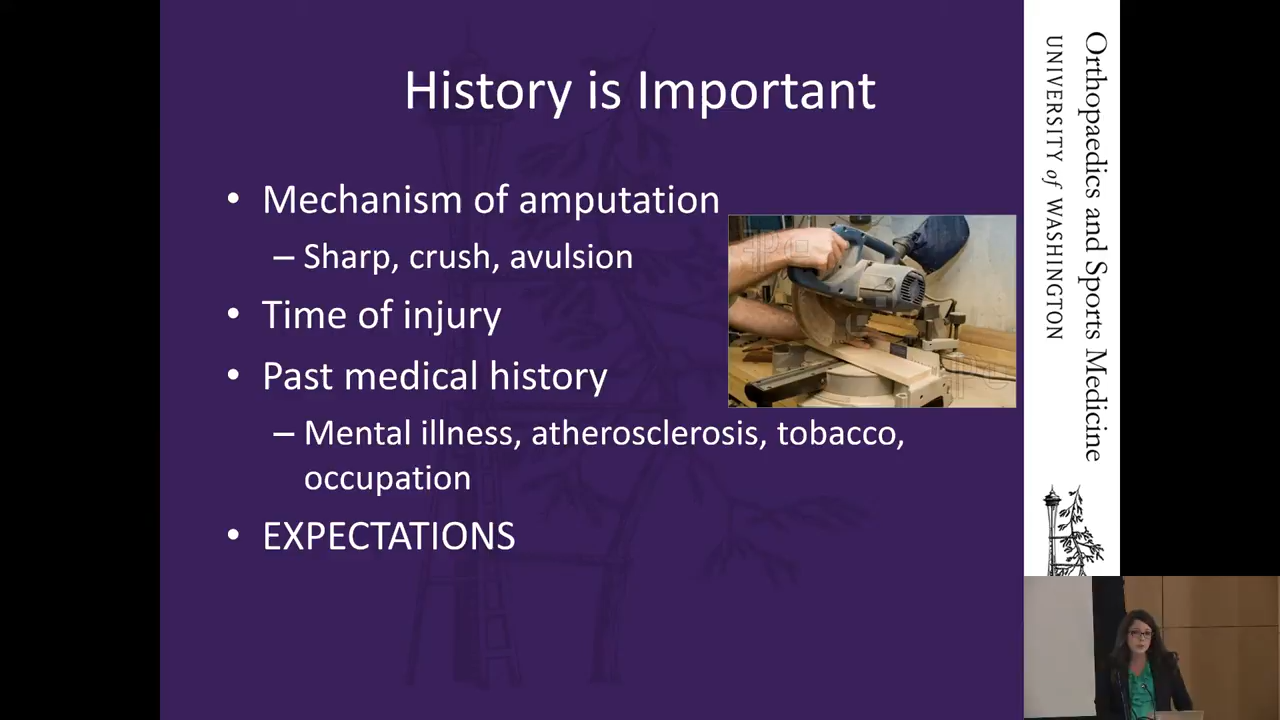 History is Important
• Mechanism of amputation
– Sharp, crush, avulsion
• Time of injury
• Past medical history
– Mental illness, atherosclerosis, tobacco,
occupation
• EXPECTATIONS
Orthopaedics and Sports Medicine
UNIVERSITY of WASHINGTON